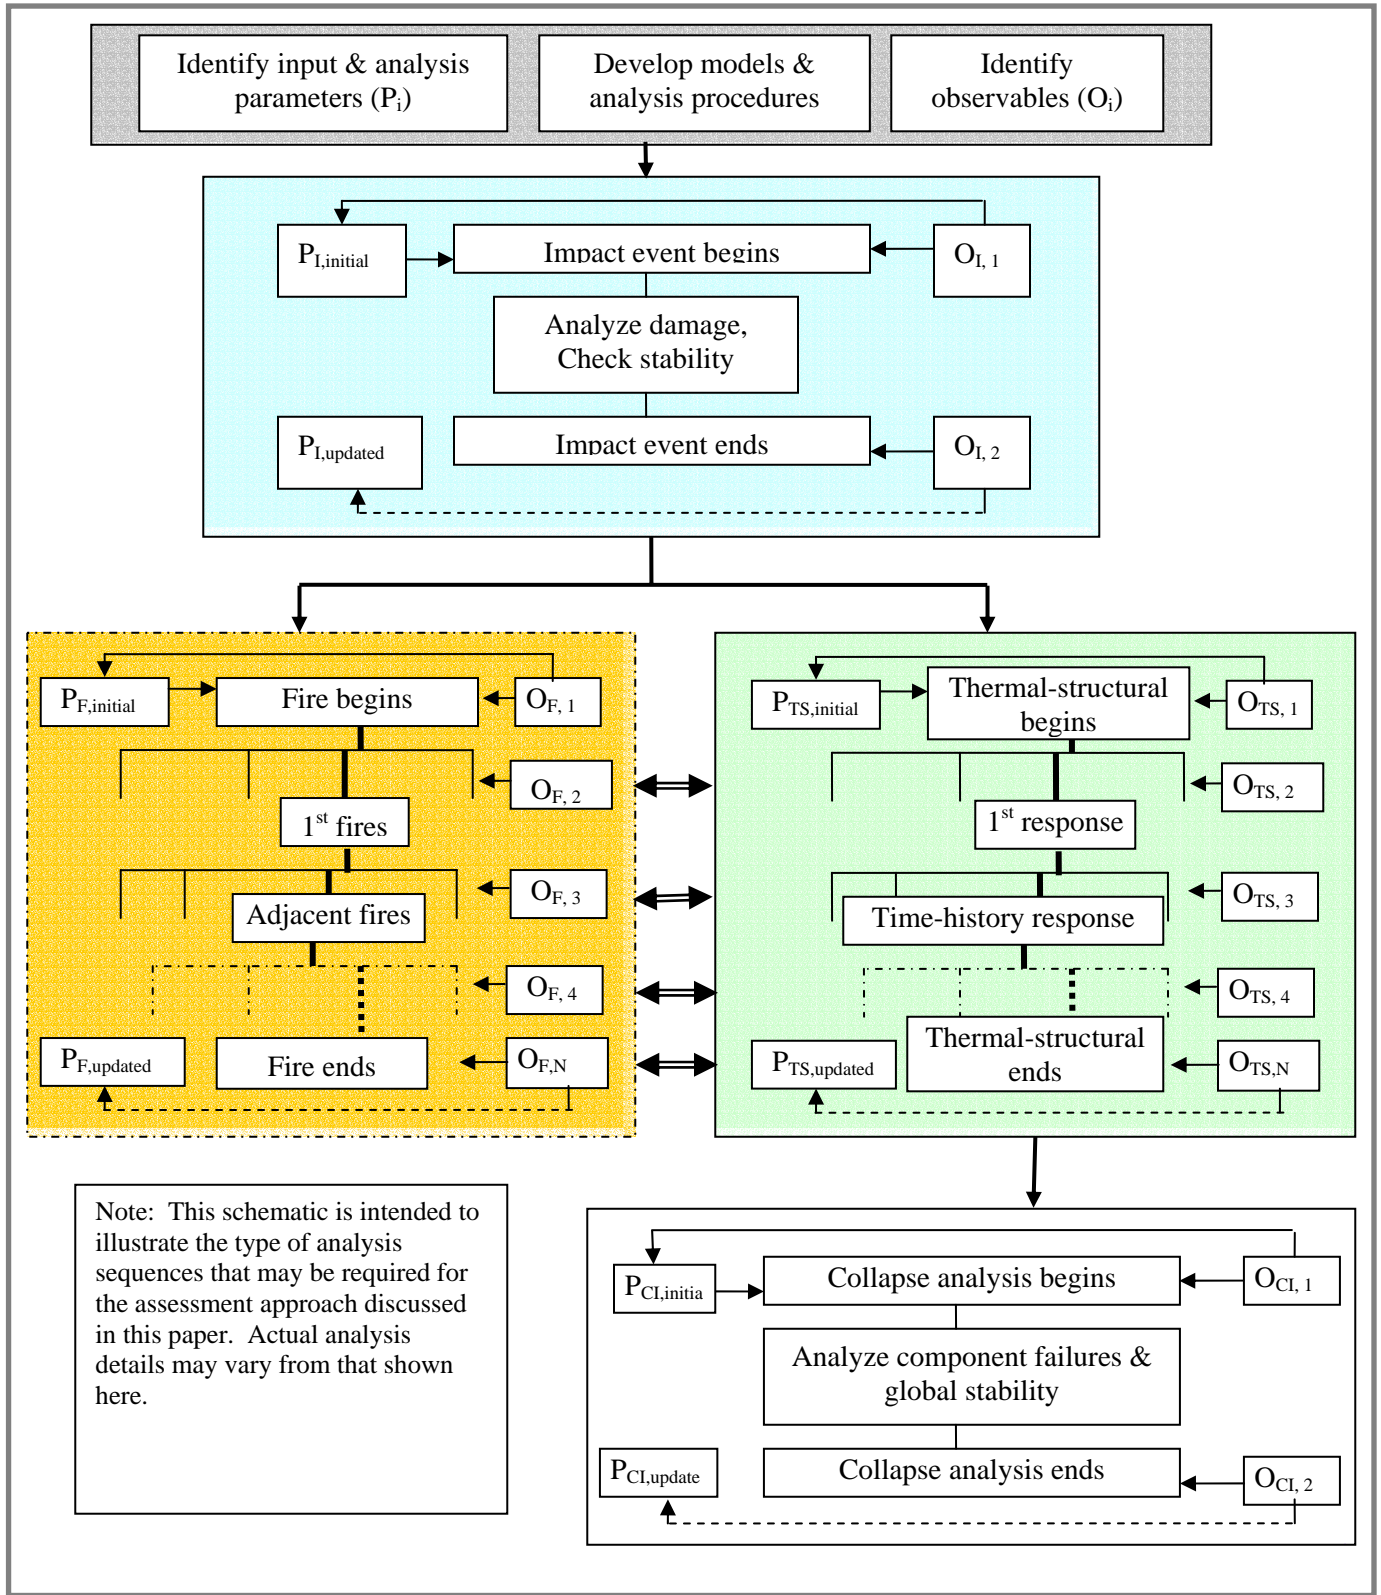 Identify input & analysis
parameters (Pi)
Develop models &
analysis procedures
Identify
observables (Oi)
PI,initial
Impact event begins
OI, 1
Analyze damage,
Check stability
PI,updated
Impact event ends
OI, 2
PF,initial
Fire begins
OF, 1
OF, 2
1st fires
OF, 3
Adjacent fires
OF, 4
PF,updated
Fire ends
OF,N
PTS,initial
Thermal-structural
begins
OTS, 1
OTS, 2
1st response
OTS, 3
Time-history response
OTS, 4
PTS,updated
Thermal-structural
ends
OTS,N
Note: This schematic is intended to
illustrate the type of analysis
sequences that may be required for
the assessment approach discussed
in this paper. Actual analysis
details may vary from that shown
here.
PCI,initia
Collapse analysis begins
OCI, 1
Analyze component failures &
global stability
PCI,update
Collapse analysis ends
OCI, 2